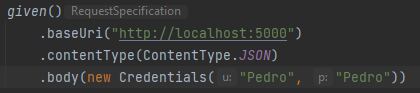 given() RequestSpecification
.baseUri("http://localhost:5000")
.contentType(ContentType.JSON)
.body(new Credentials( u: "Pedro", p: "Pedro"))